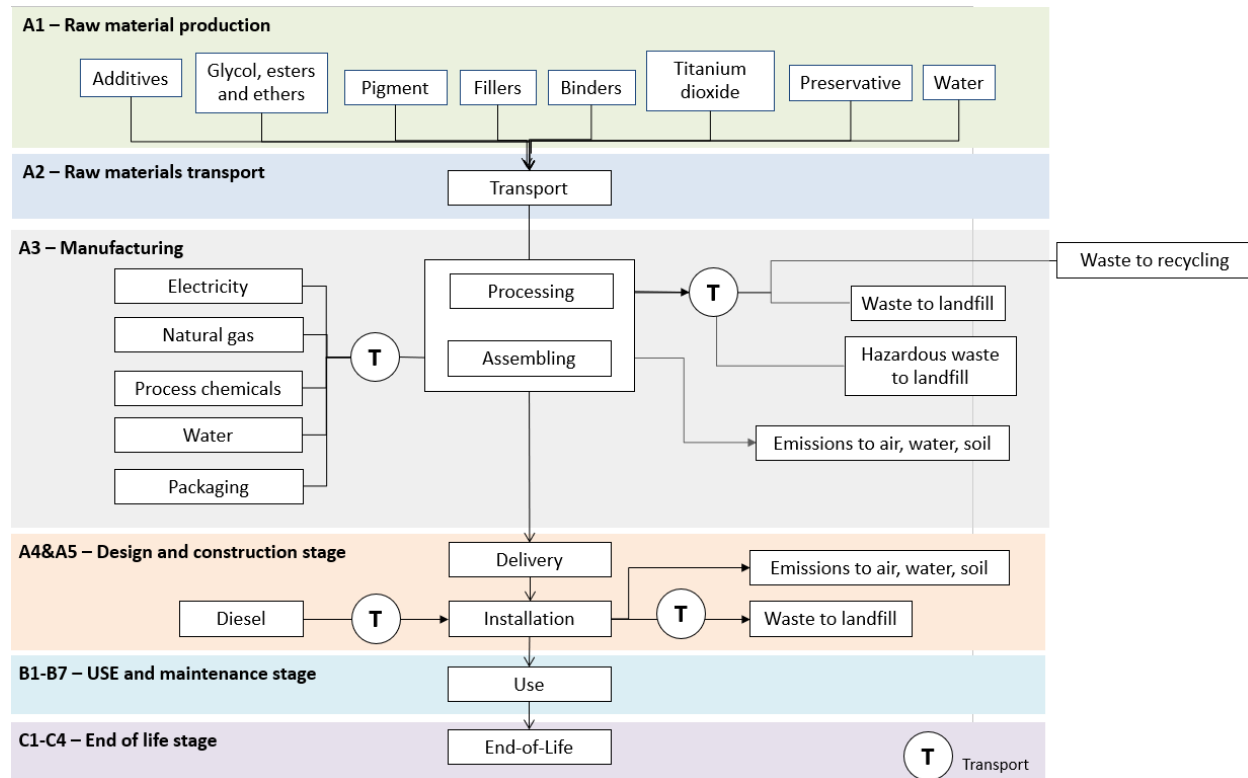 A1 – Raw material production
Additives
Glycol, esters
and ethers
Pigment
Fillers
Binders
Titanium
dioxide
Preservative
Water
A2 – Raw materials transport
Transport
A3 – Manufacturing
Electricity
Natural gas
Process chemicals
Water
Packaging
T
Processing
Assembling
T
Waste to recycling
Waste to landfill
Hazardous waste
to landfill
Emissions to air, water, soil
A4&A5 – Design and construction stage
Delivery
Diesel
T
Installation
T
Emissions to air, water, soil
Waste to landfill
B1-B7 – USE and maintenance stage
Use
C1-C4 – End of life stage
End-of-Life
T
Transport